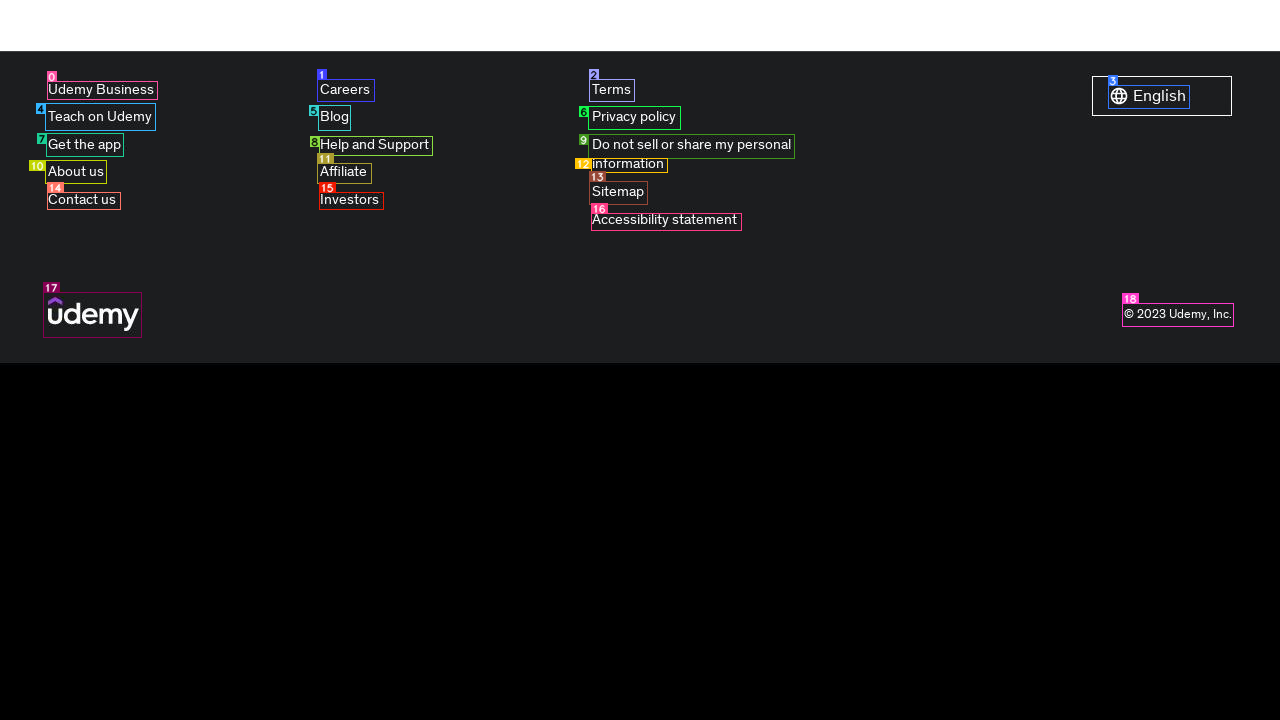 0
Udemy Business
4
Teach on Udemy
7
Get the app
10
About us
14
Contact us
1
Careers
5
Blog
8
Help and Support
11
Affiliate
15
Investors
2
Terms
6
Privacy policy
9
Do not sell or share my personal
12
information
13
Sitemap
16
Accessibility statement
3
English
17
udemy
18
© 2023 Udemy, Inc.